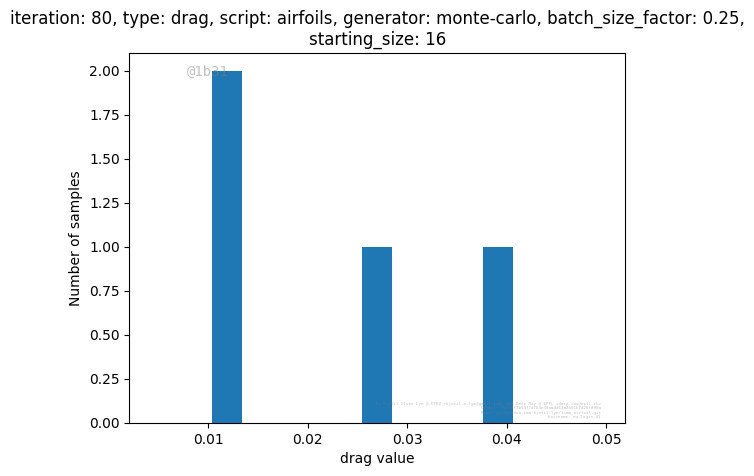 iteration: 80, type: drag, script: airfoils, generator: monte-carlo, batch_size_factor: 0.25,
starting_size: 16
@1b31
2.00
1.75
1.50
1.25
1.00
0.75
0.50
0.25
0.00
Number of samples
0.01
0.02
0.03
0.04
0.05
drag value